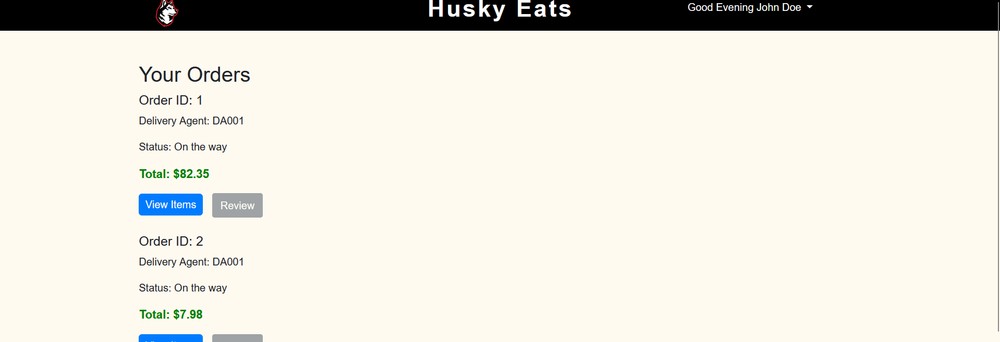 Husky Eats
Good Evening John Doe
Your Orders
Order ID: 1
Delivery Agent: DA001
Status: On the way
Total: $82.35
View Items
Review
Order ID: 2
Delivery Agent: DA001
Status: On the way
Total: $7.98